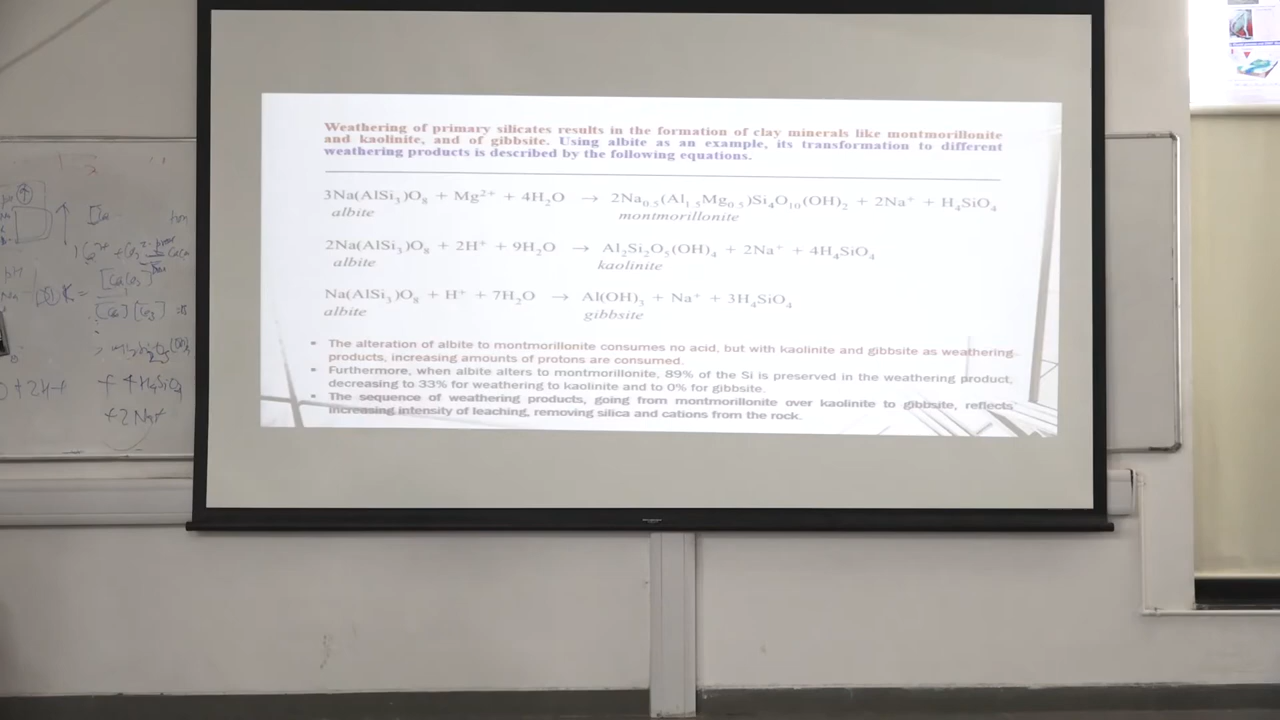 Weathering of primary silicates results in the formation of clay minerals like montmorillonite
and kaolinite, and of gibbsite. Using albite as an example, its transformation to different
weathering products is described by the following equations.
3Na(AlSi₃)O₈ + Mg²⁺ + 4H₂O → 2Na₀.₅(Al₁.₅Mg₀.₅)Si₄O₁₀(OH)₂ + 2Na⁺ + H₄SiO₄
albite montmorillonite
2Na(AlSi₃)O₈ + 2H⁺ + 9H₂O → Al₂Si₂O₅(OH)₄ + 2Na⁺ + 4H₄SiO₄
albite kaolinite
Na(AlSi₃)O₈ + H⁺ + 7H₂O → Al(OH)₃ + Na⁺ + 3H₄SiO₄
albite gibbsite
▪ The alteration of albite to montmorillonite consumes no acid, but with kaolinite and gibbsite as weathering
products, increasing amounts of protons are consumed.
▪ Furthermore, when albite alters to montmorillonite, 89% of the Si is preserved in the weathering product,
decreasing to 33% for weathering to kaolinite and to 0% for gibbsite.
▪ The sequence of weathering products, going from montmorillonite over kaolinite to gibbsite, reflects
increasing intensity of leaching, removing silica and cations from the rock.
+ 4H₄SiO₄
+2Na+